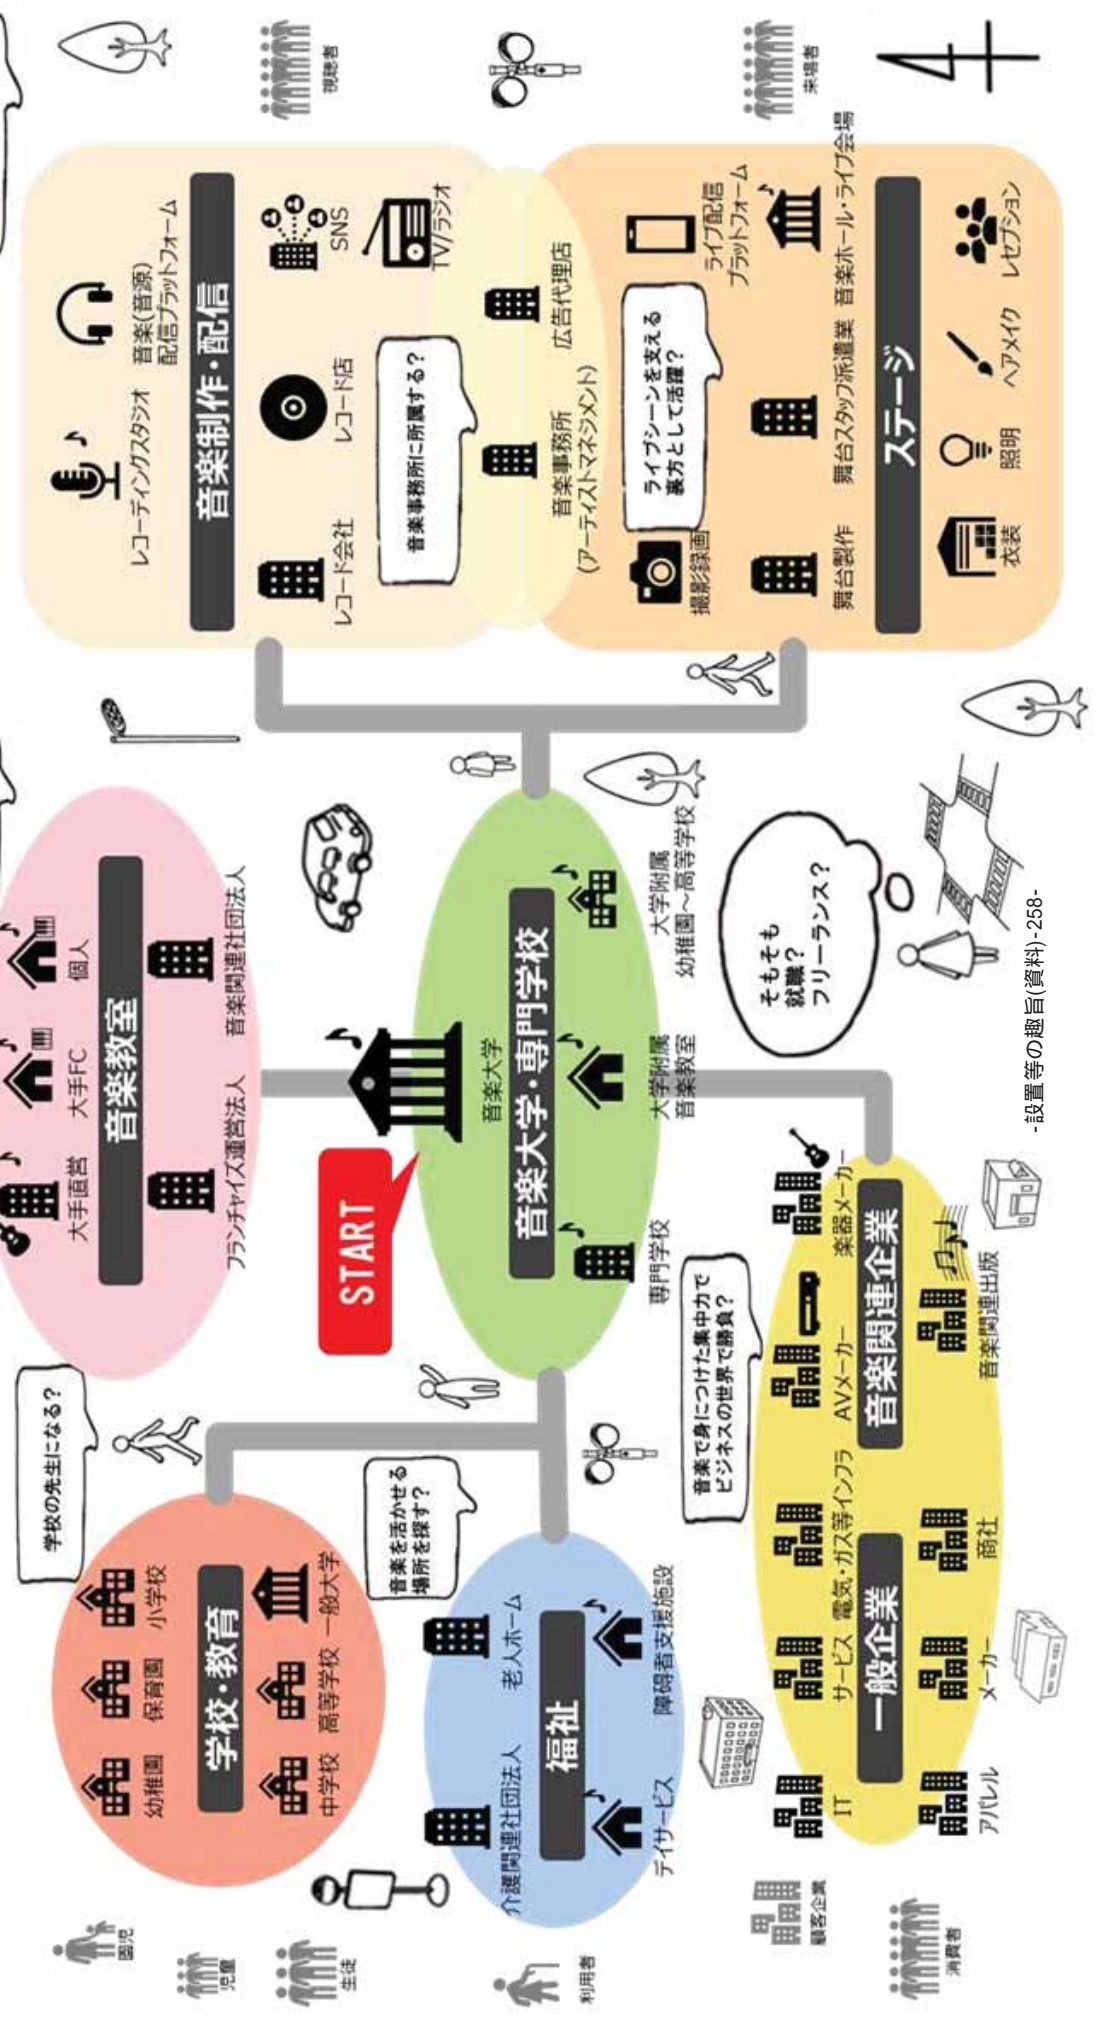 園児
児童
生徒
利用者
顧客企業
消費者
幼稚園
保育園
小学校
学校・教育
中学校
高等学校
一般大学
学校の先生になる？
介護関連社団法人
老人ホーム
福祉
デイサービス
障碍者支援施設
音楽を活かせる
場所を探す？
音楽で身につけた集中力で
ビジネスの世界で勝負？
IT
サービス
電気・ガス等インフラ
AVメーカー
楽器メーカー
一般企業
音楽関連企業
アパレル
メーカー
商社
音楽関連出版
大手直営
大手FC
個人
音楽教室
フランチャイズ運営法人
音楽関連社団法人
START
音楽大学
音楽大学・専門学校
専門学校
大学附属
音楽教室
大学附属
幼稚園～高等学校
そもそも
就職？
フリーランス？
レコーディングスタジオ
音楽(音源)
配信プラットフォーム
音楽制作・配信
レコード会社
レコード店
SNS
TV/ラジオ
音楽事務所に所属する？
音楽事務所
(アーティストマネジメント)
広告代理店
ライブシーンを支える
裏方として活躍？
撮影録画
ライブ配信
プラットフォーム
舞台製作
舞台スタッフ派遣業
音楽ホール・ライブ会場
ステージ
衣装
照明
ヘアメイク
レセプション
視聴者
来場者
-設置等の趣旨(資料)-258-